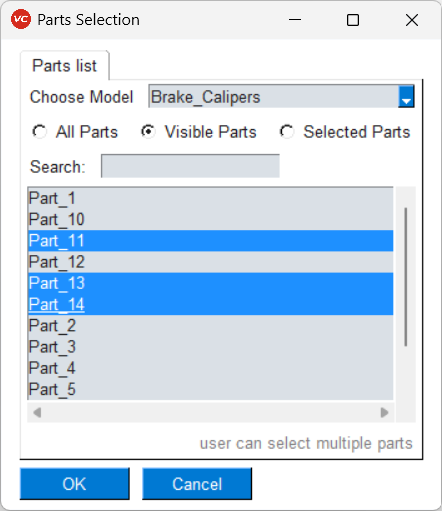 VC Parts Selection
Parts list
Choose Model Brake_Calipers
All Parts Visible Parts Selected Parts
Search:
Part_1
Part_10
Part_11
Part_12
Part_13
Part_14
Part_2
Part_3
Part_4
Part_5
user can select multiple parts
OK Cancel